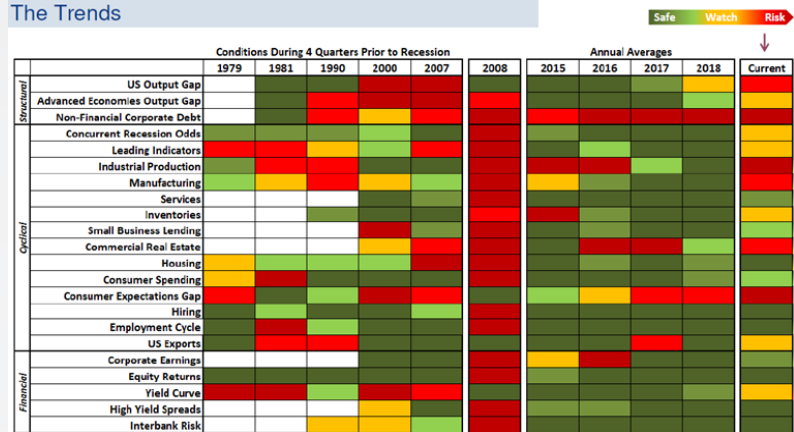 The Trends
Safe Watch Risk
Conditions During 4 Quarters Prior to Recession Annual Averages
1979 1981 1990 2000 2007 2008 2015 2016 2017 2018 Current
Structural
US Output Gap
Advanced Economies Output Gap
Non-Financial Corporate Debt
Cyclical
Concurrent Recession Odds
Leading Indicators
Industrial Production
Manufacturing
Services
Inventories
Small Business Lending
Commercial Real Estate
Housing
Consumer Spending
Consumer Expectations Gap
Hiring
Employment Cycle
US Exports
Financial
Corporate Earnings
Equity Returns
Yield Curve
High Yield Spreads
Interbank Risk